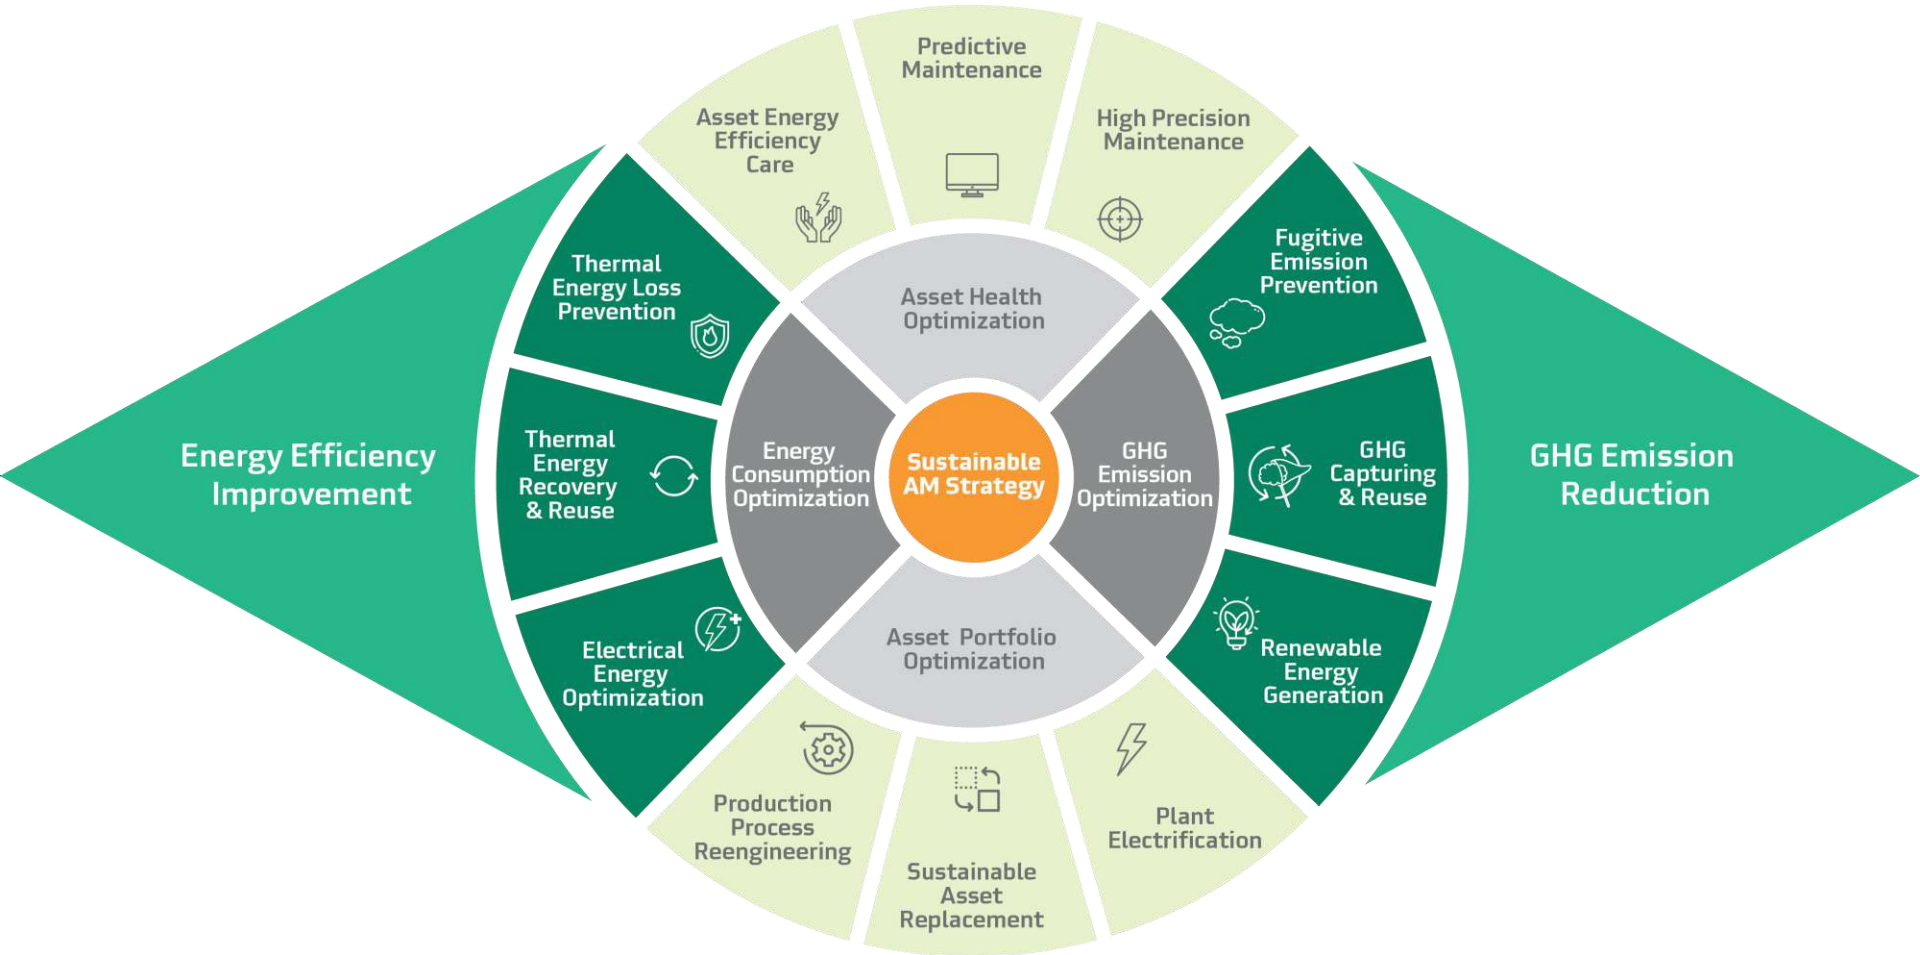 Predictive
Maintenance
Asset Energy
Efficiency
Care
High Precision
Maintenance
Thermal
Energy Loss
Prevention
Fugitive
Emission
Prevention
Asset Health
Optimization
Energy Efficiency
Improvement
Thermal
Energy
Recovery
& Reuse
Energy
Consumption
Optimization
Sustainable
AM Strategy
GHG
Emission
Optimization
GHG
Capturing
& Reuse
GHG Emission
Reduction
Electrical
Energy
Optimization
Asset Portfolio
Optimization
Renewable
Energy
Generation
Production
Process
Reengineering
Sustainable
Asset
Replacement
Plant
Electrification